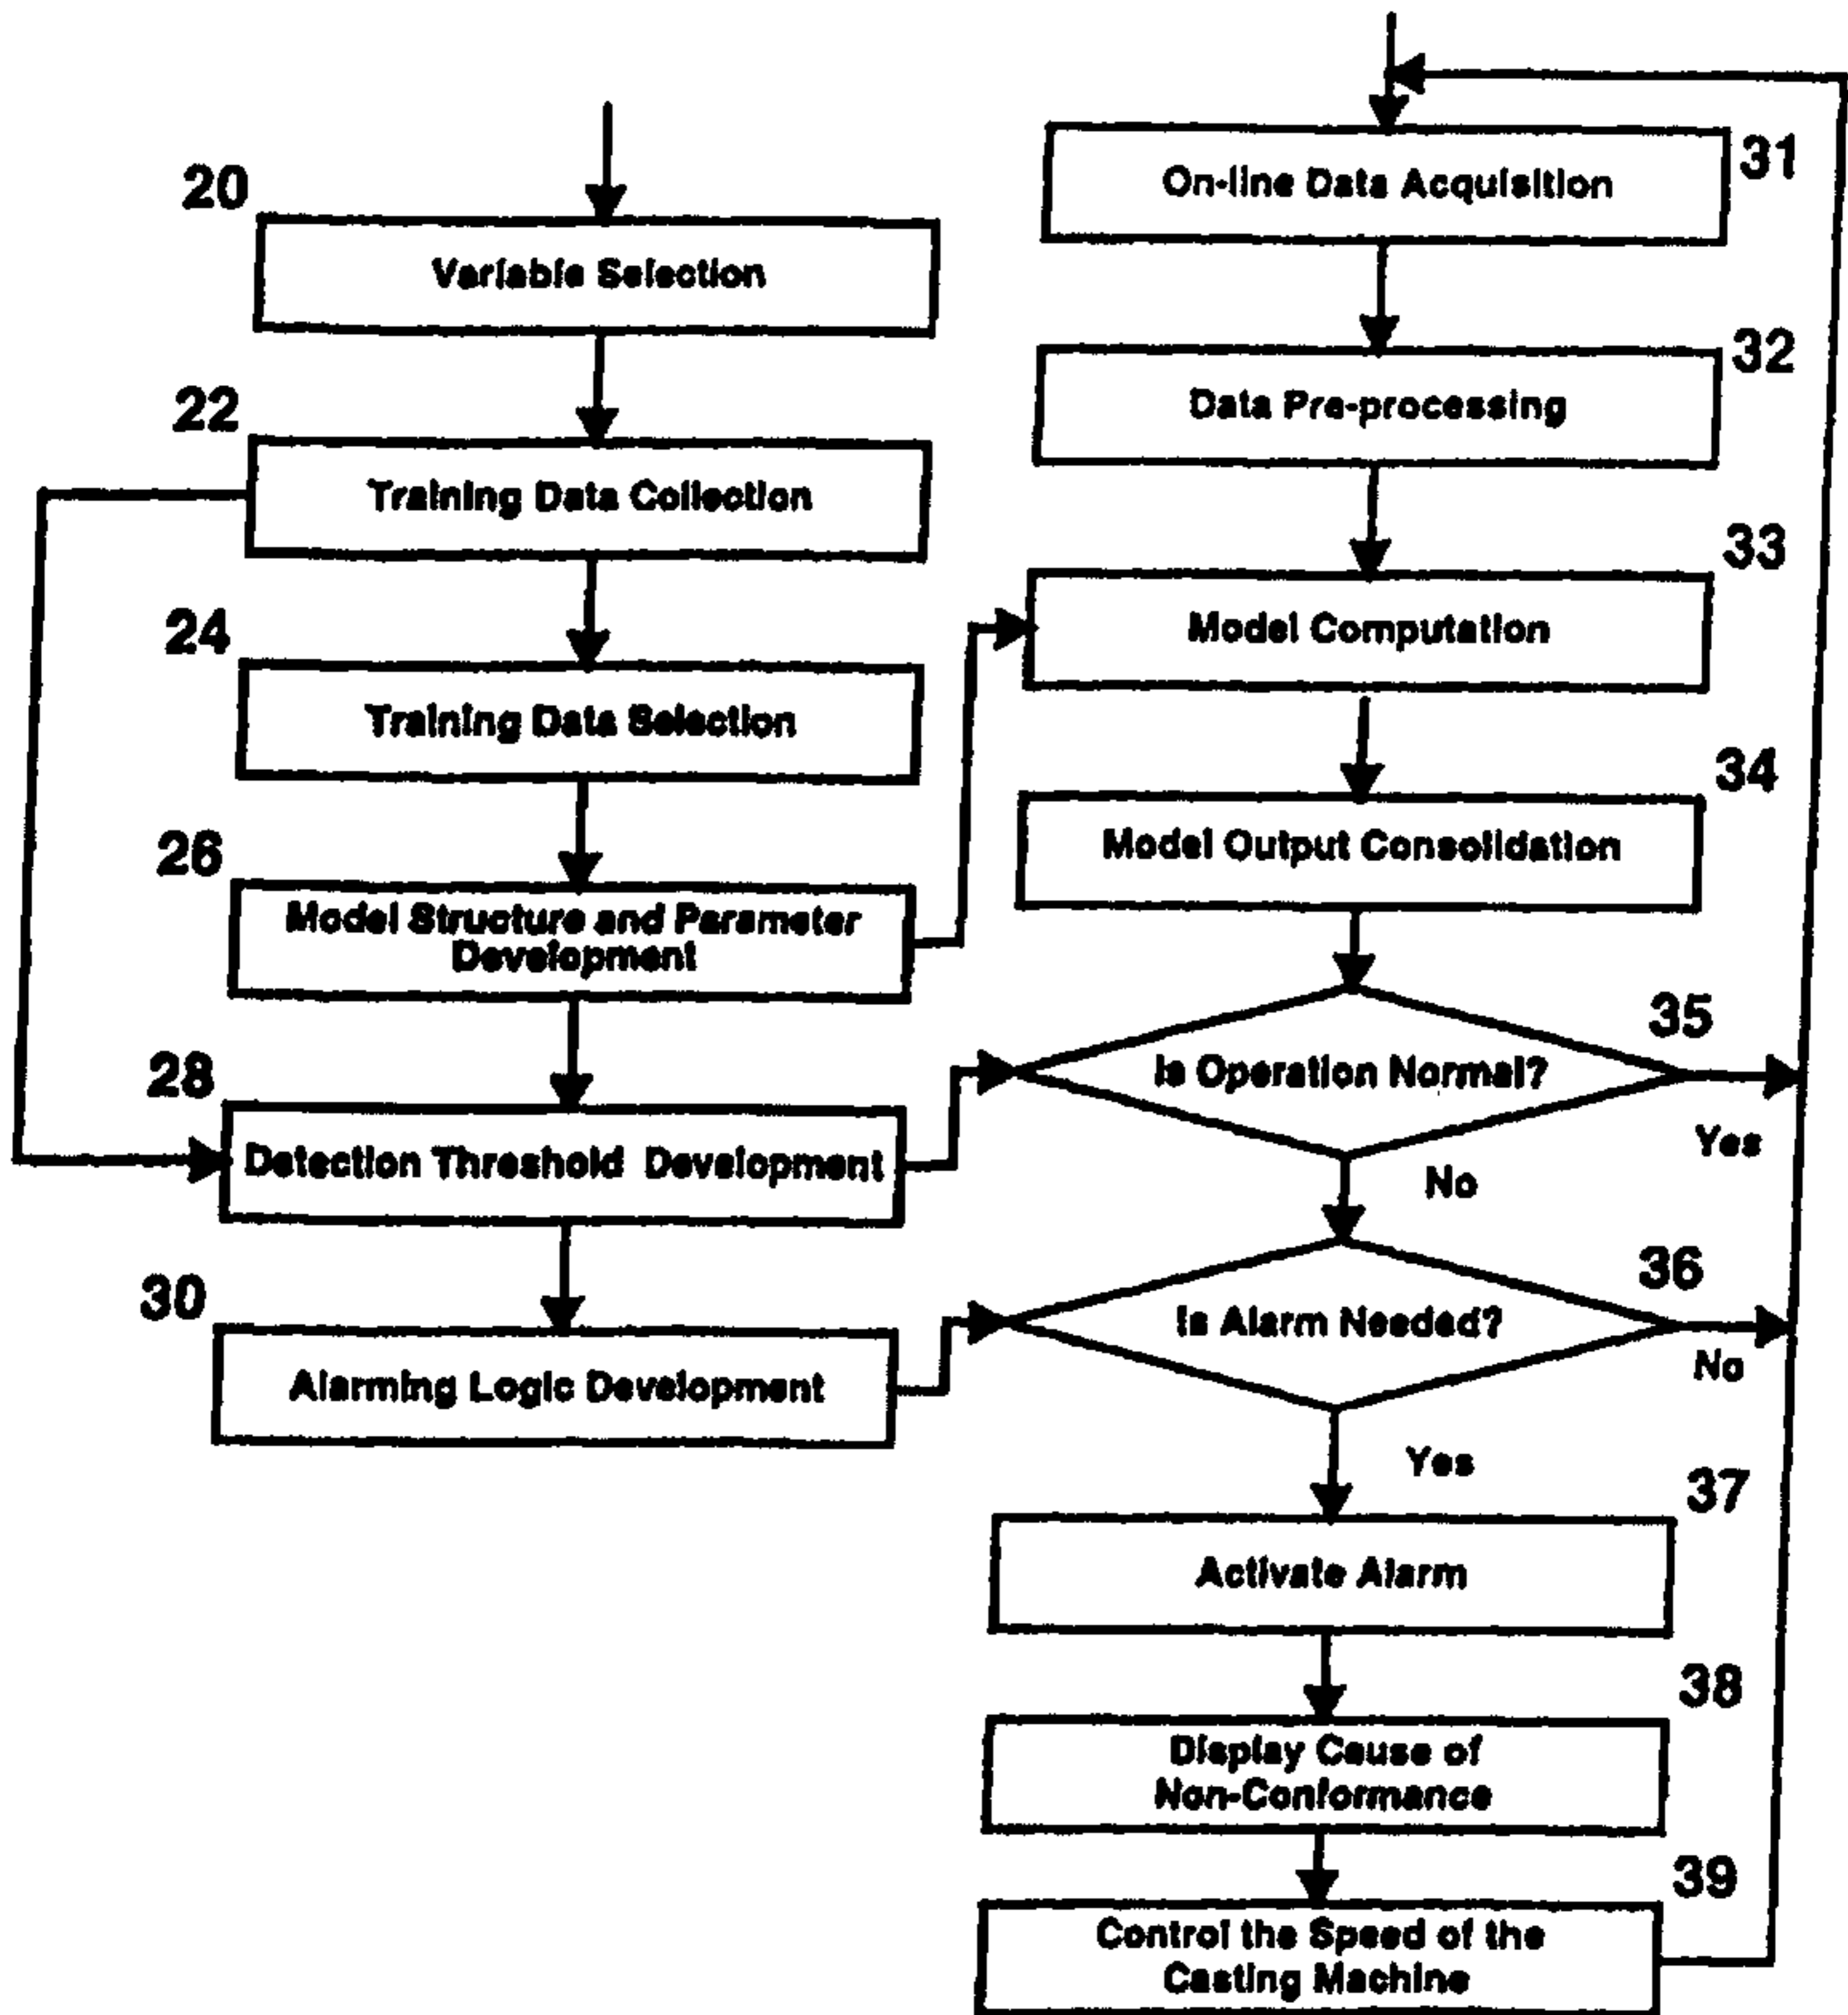 20
Variable Selection
22
Training Data Collection
24
Training Data Selection
26
Model Structure and Parameter
Development
28
Detection Threshold Development
30
Alarming Logic Development
31
On-line Data Acquisition
32
Data Pre-processing
33
Model Computation
34
Model Output Consolidation
35
Is Operation Normal?
Yes
No
36
Is Alarm Needed?
No
Yes
37
Activate Alarm
38
Display Cause of
Non-Conformance
39
Control the Speed of the
Casting Machine